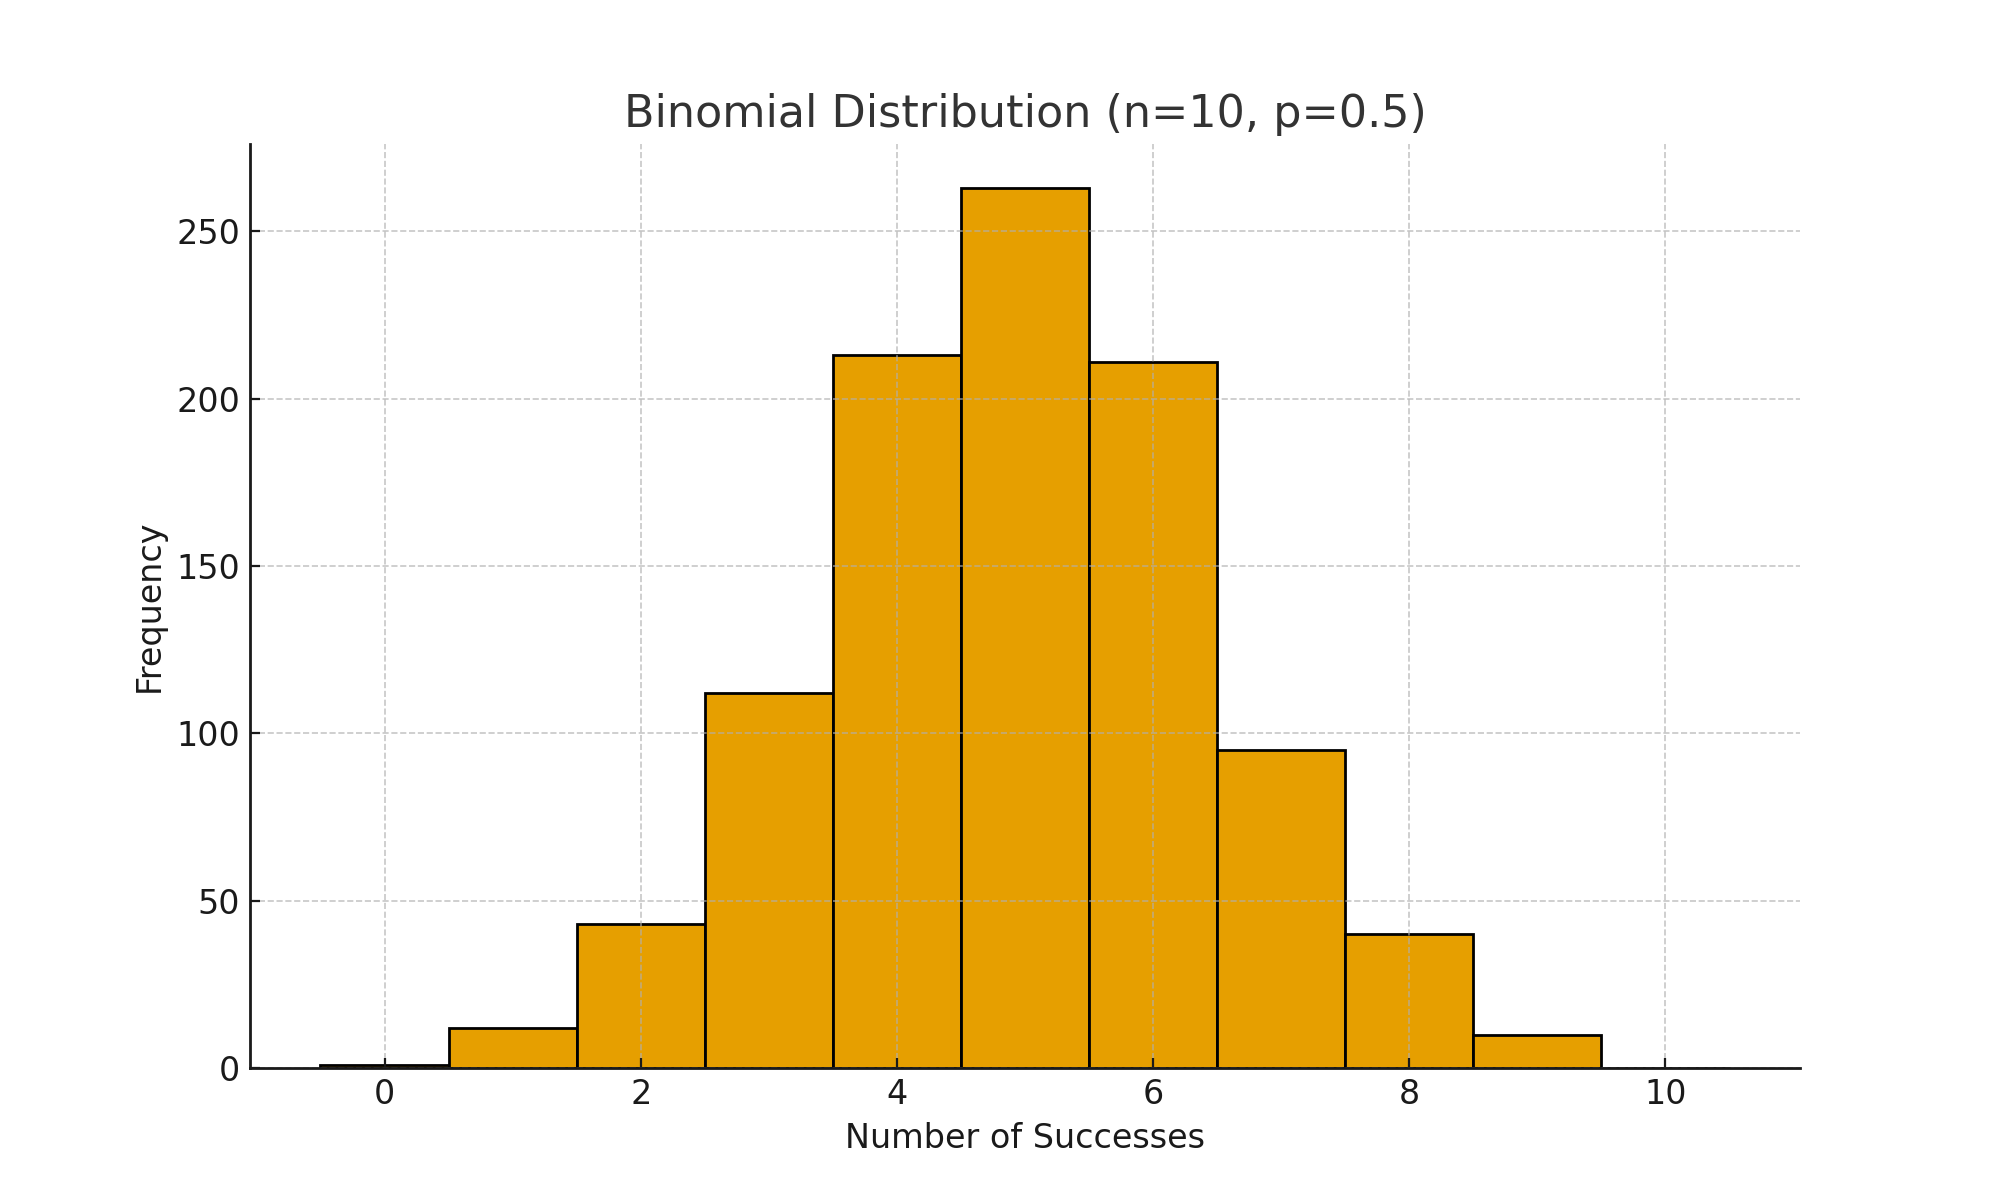 Binomial Distribution (n=10, p=0.5)
250
200
150
100
50
0
Frequency
0 2 4 6 8 10
Number of Successes